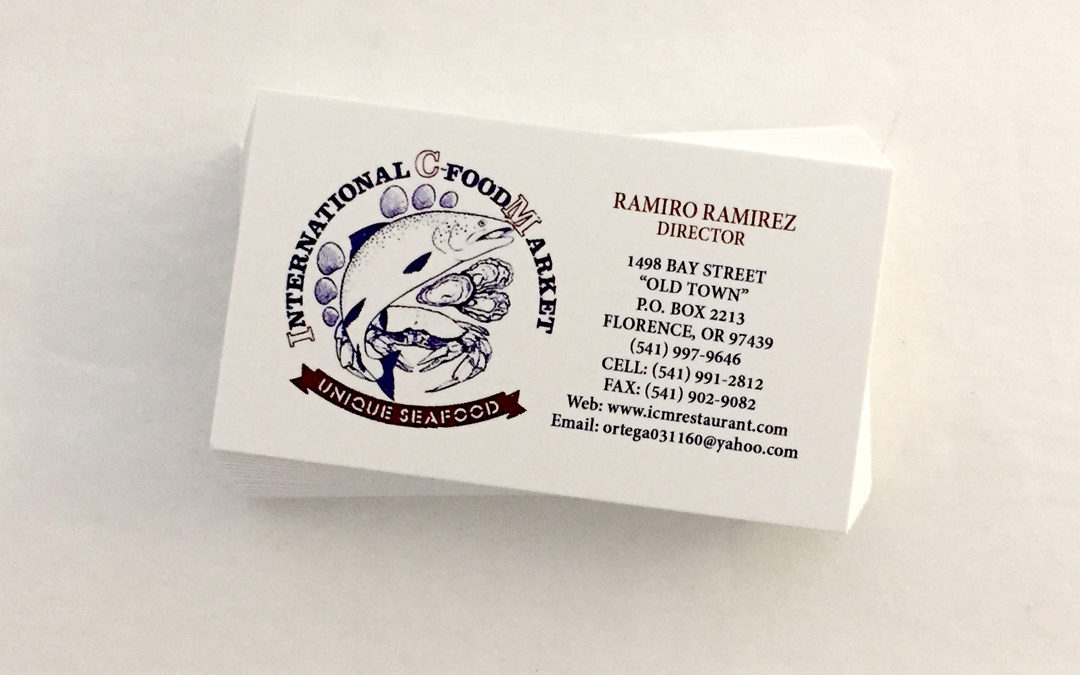 INTERNATIONAL C-FOOD MARKET
UNIQUE SEAFOOD
RAMIRO RAMIREZ
DIRECTOR
1498 BAY STREET
“OLD TOWN”
P.O. BOX 2213
FLORENCE, OR 97439
(541) 997-9646
CELL: (541) 991-2812
FAX: (541) 902-9082
Web: www.icmrestaurant.com
Email: ortega031160@yahoo.com